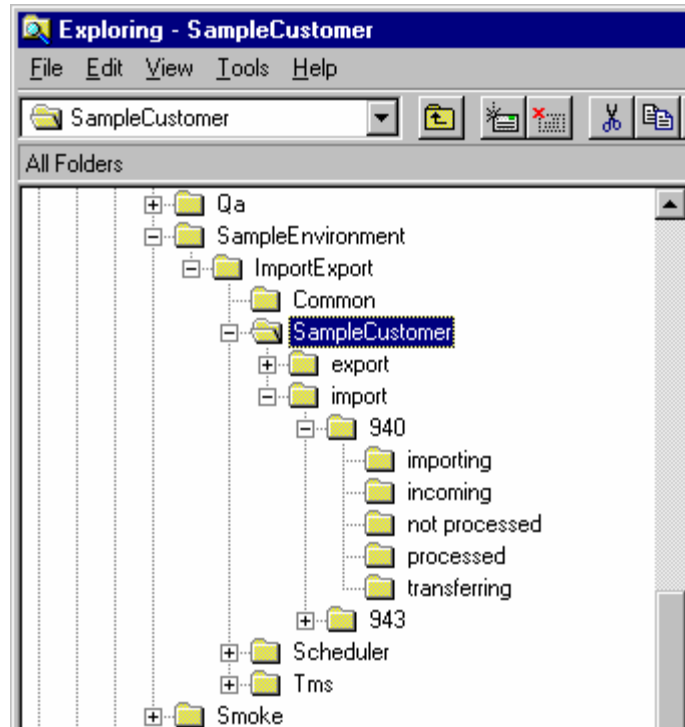 Exploring - SampleCustomer
File Edit View Tools Help
SampleCustomer
All Folders
Qa
SampleEnvironment
ImportExport
Common
SampleCustomer
export
import
940
importing
incoming
not processed
processed
transferring
943
Scheduler
Tms
Smoke